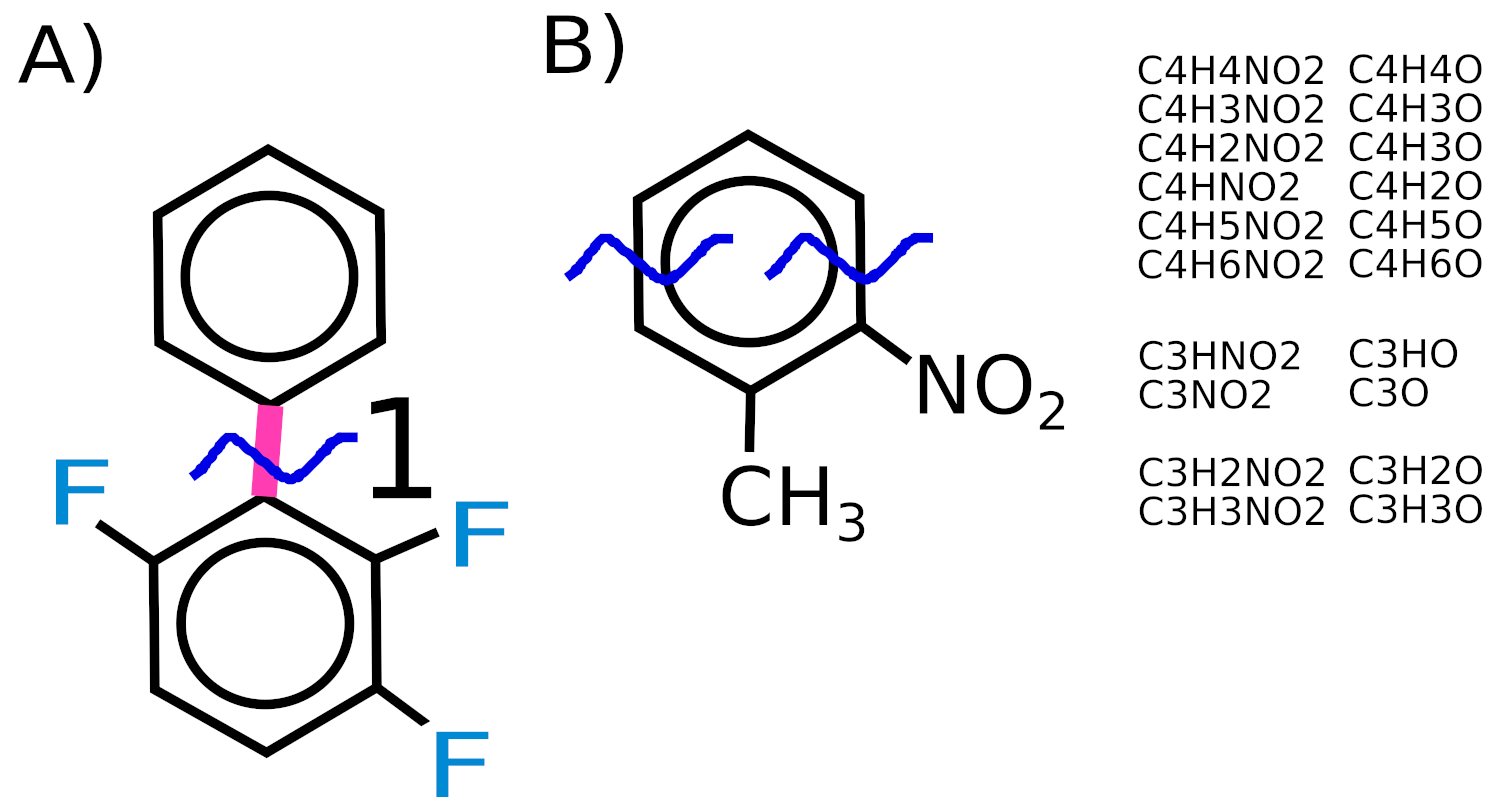 A)
B)
1
F
F
F
NO2
CH3
C4H4NO2 C4H4O
C4H3NO2 C4H3O
C4H2NO2 C4H3O
C4HNO2 C4H2O
C4H5NO2 C4H5O
C4H6NO2 C4H6O
C3HNO2 C3HO
C3NO2 C3O
C3H2NO2 C3H2O
C3H3NO2 C3H3O